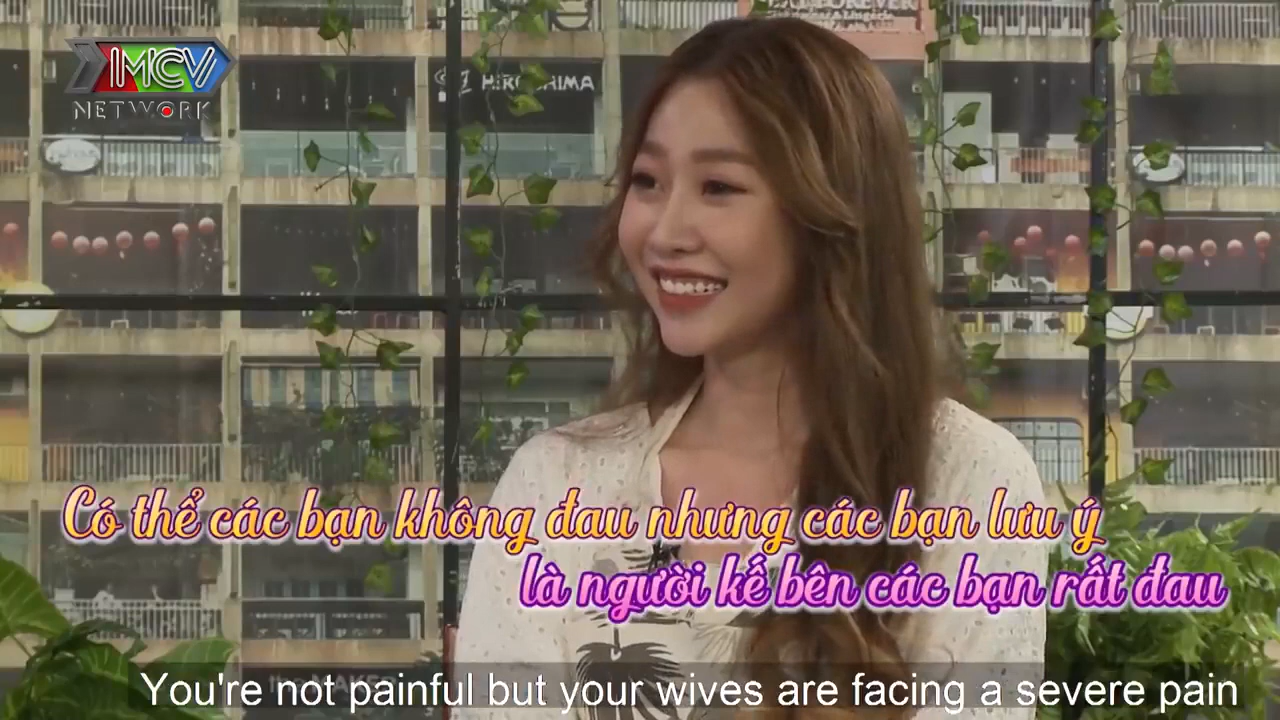 FOREVER
MCV
NETWORK
HIROSHIMA
Có thể các bạn không đau nhưng các bạn lưu ý
là người kế bên các bạn rất đau
You're not painful but your wives are facing a severe pain